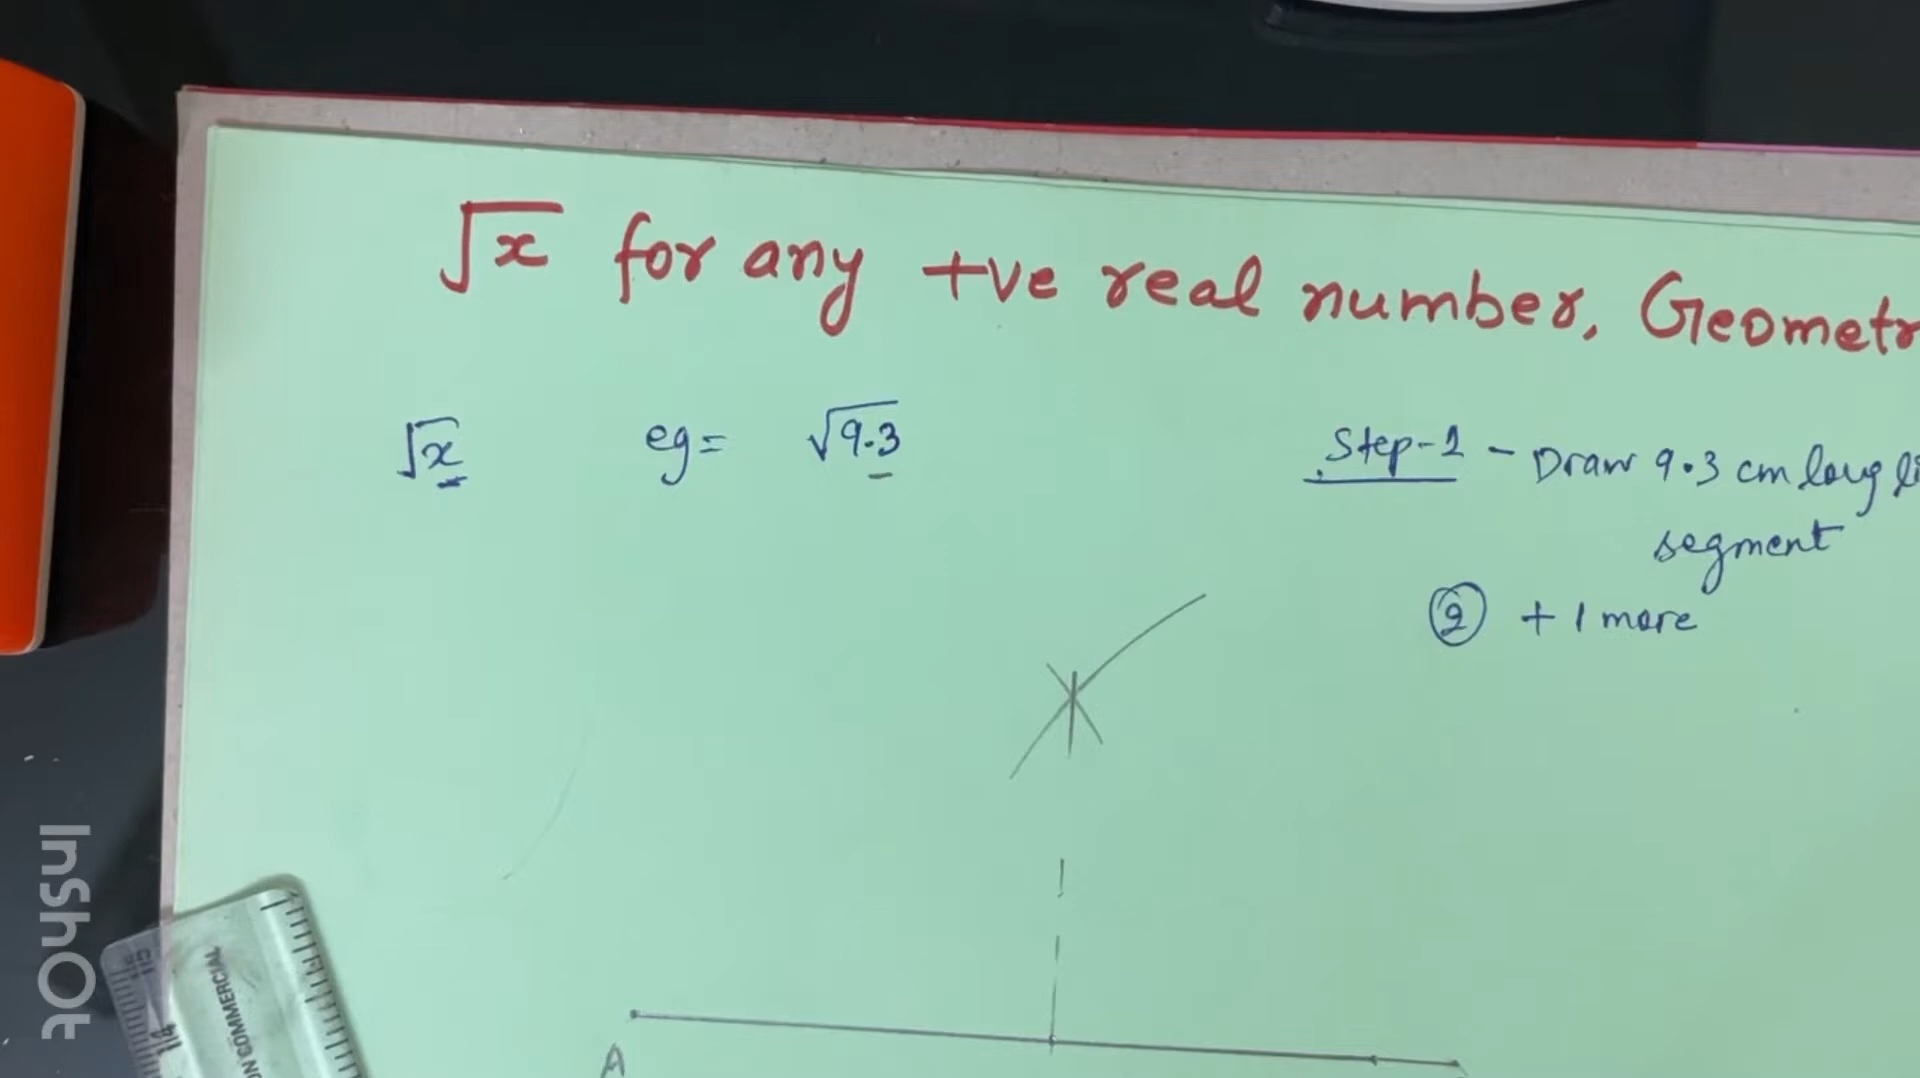 √x for any +ve real number. Geometr
√x eg= √9.3
Step-1 - Draw 9.3 cm long li
segment
② + 1 more
A
COMMMERCIAL
InShOt